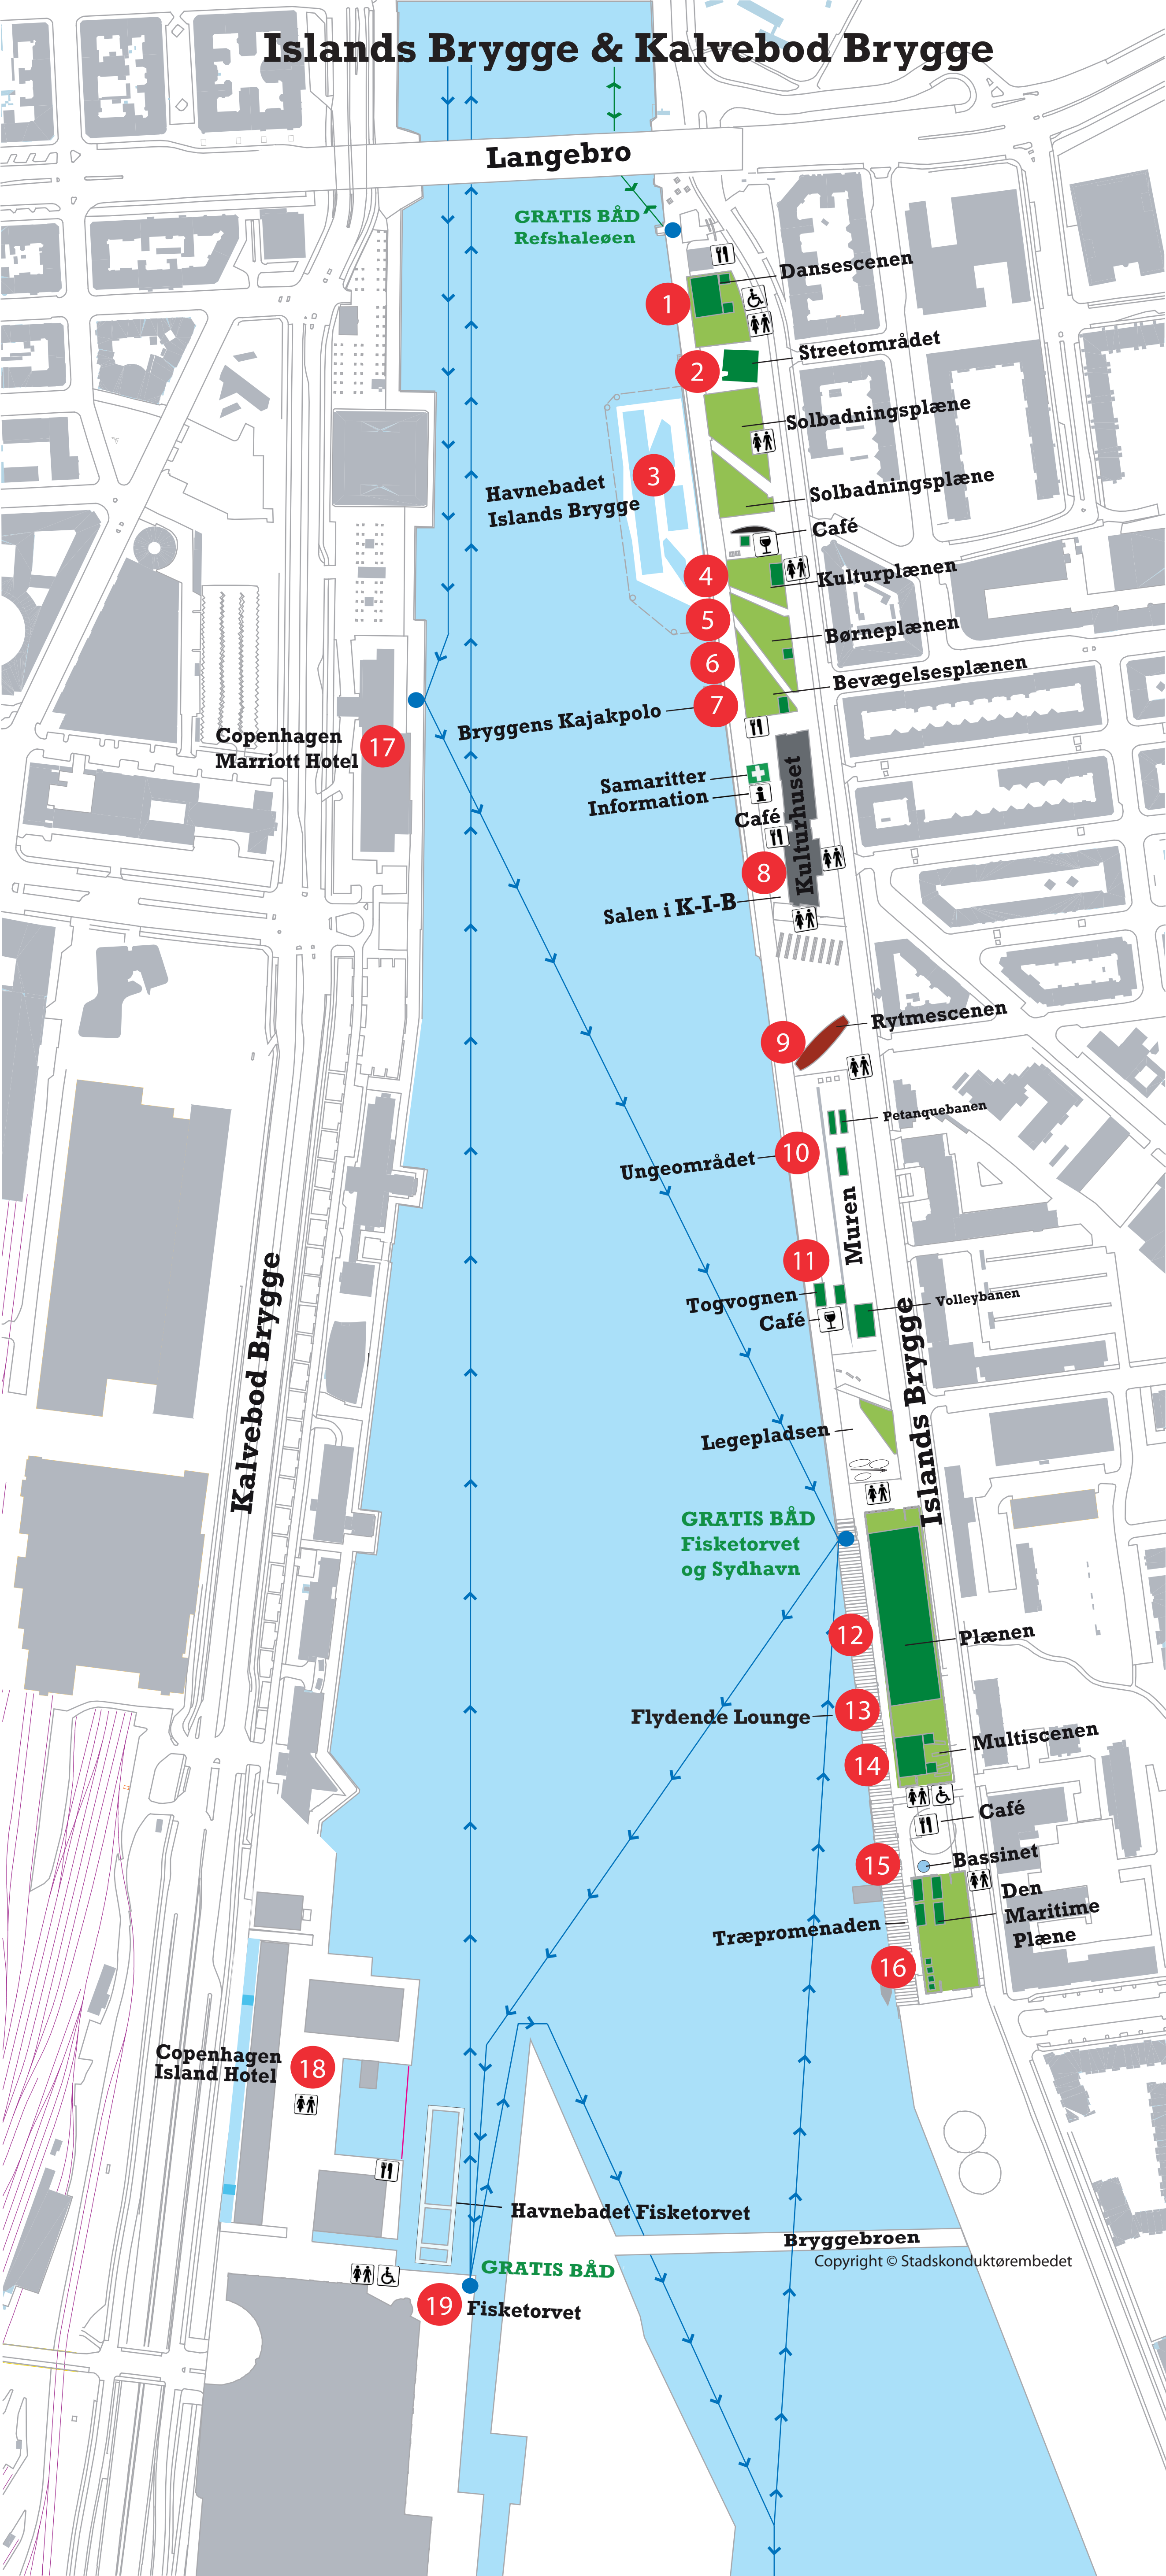 Islands Brygge & Kalvebod Brygge
Langebro
GRATIS BÅD
Refshaleøen
Dansescenen
1
Streetområdet
2
Solbadningsplæne
3
Havnebadet
Islands Brygge
Solbadningsplæne
Café
4
Kulturplænen
5
Børneplænen
6
Bevægelsesplænen
7
Bryggens Kajakpolo
Copenhagen
Marriott Hotel
17
Samaritter
Information
Café
Kulturhuset
8
Salen i K-I-B
9
Rytmescenen
Petanquebanen
10
Ungeområdet
Muren
11
Togvognen
Café
Volleybanen
Kalvebod Brygge
Islands Brygge
Legepladsen
GRATIS BÅD
Fisketorvet
og Sydhavn
12
Plænen
13
Flydende Lounge
Multiscenen
14
Café
15
Bassinet
Den
Maritime
Plæne
Træpromenaden
16
Copenhagen
Island Hotel
18
Havnebadet Fisketorvet
Bryggebroen
Copyright © Stadskonduktørembedet
GRATIS BÅD
19
Fisketorvet